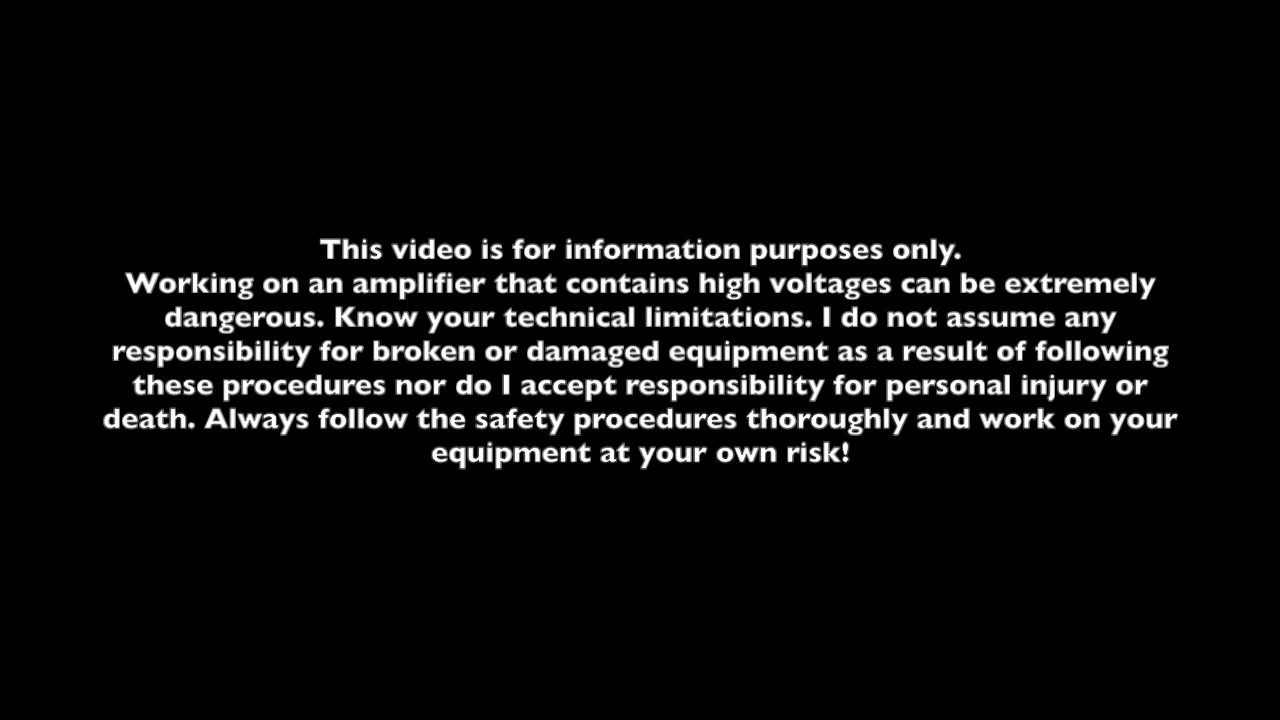 This video is for information purposes only.
Working on an amplifier that contains high voltages can be extremely
dangerous. Know your technical limitations. I do not assume any
responsibility for broken or damaged equipment as a result of following
these procedures nor do I accept responsibility for personal injury or
death. Always follow the safety procedures thoroughly and work on your
equipment at your own risk!